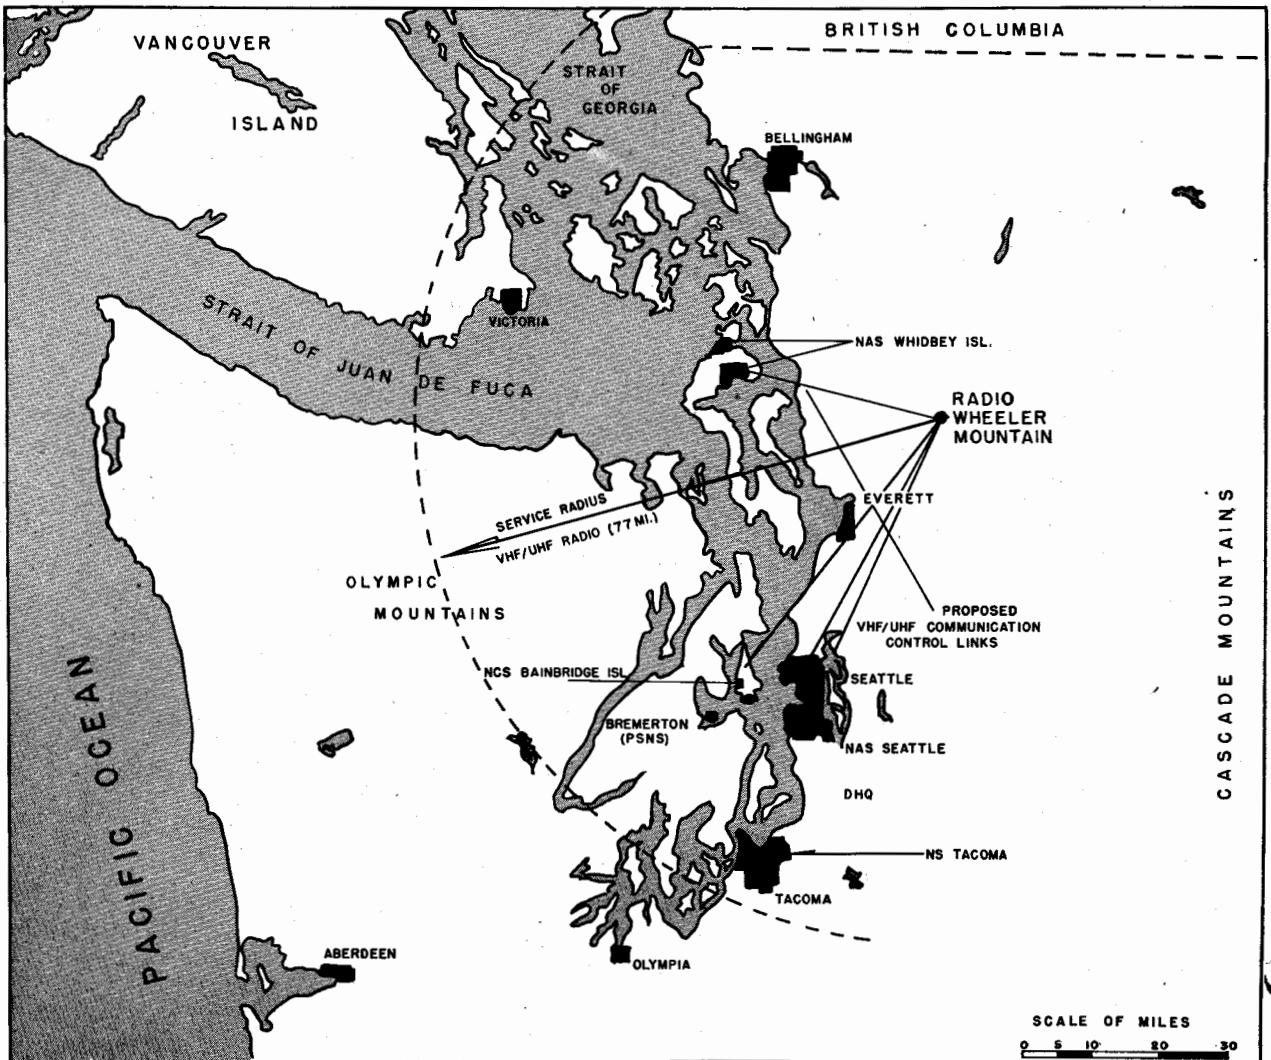 BRITISH COLUMBIA
VANCOUVER
ISLAND
STRAIT
OF
GEORGIA
BELLINGHAM
STRAIT OF JUAN DE FUCA
VICTORIA
NAS WHIDBEY ISL.
RADIO
WHEELER
MOUNTAIN
EVERETT
SERVICE RADIUS
VHF/UHF RADIO (77 MI.)
OLYMPIC
MOUNTAINS
PROPOSED
VHF/UHF COMMUNICATION
CONTROL LINKS
CASCADE MOUNTAINS
PACIFIC OCEAN
NCS BAINBRIDGE ISL.
SEATTLE
BREMERTON
(PSNS)
NAS SEATTLE
DHQ
NS TACOMA
TACOMA
ABERDEEN
OLYMPIA
SCALE OF MILES
0 5 10 20 30